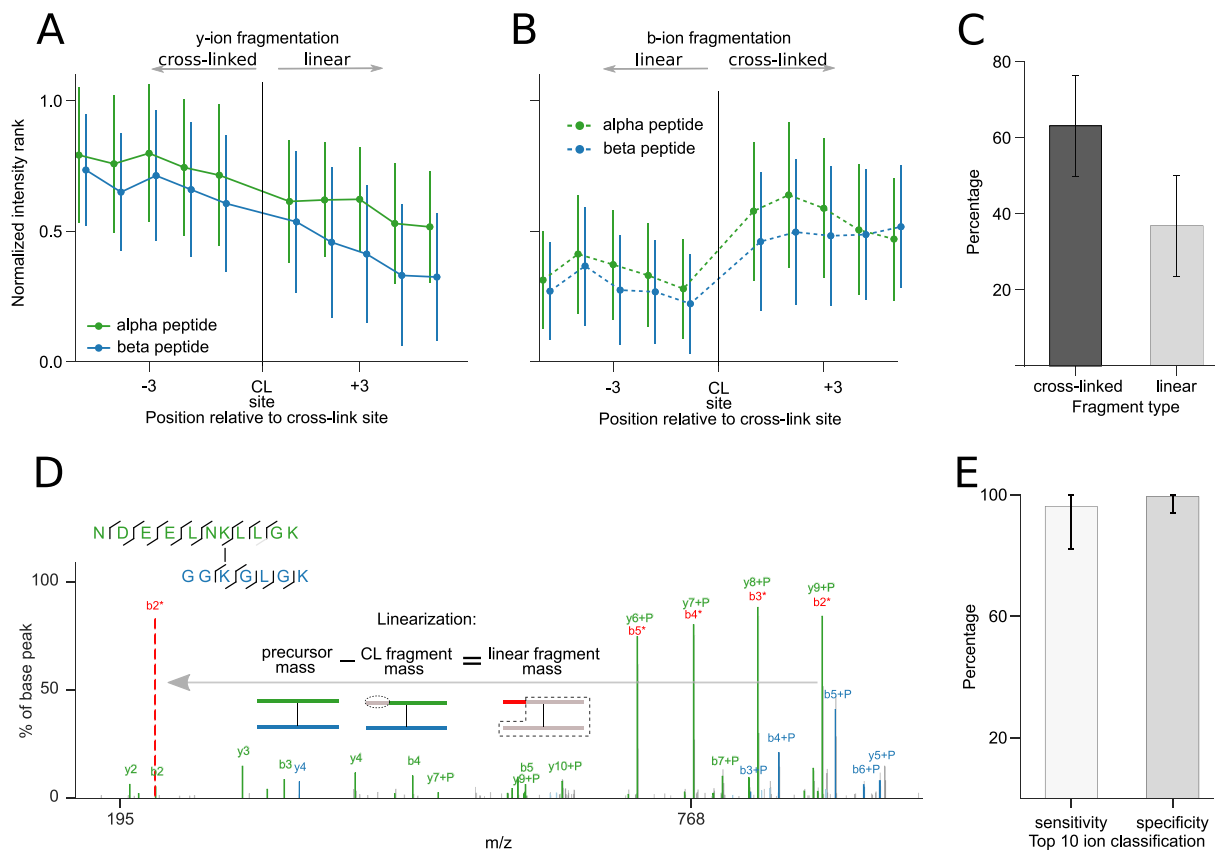 A
y-ion fragmentation
cross-linked
linear
Normalized intensity rank
1.0
0.5
0.0
alpha peptide
beta peptide
-3
CL
site
+3
Position relative to cross-link site
B
b-ion fragmentation
linear
cross-linked
alpha peptide
beta peptide
-3
CL
site
+3
Position relative to cross-link site
C
Percentage
80
60
40
20
cross-linked
linear
Fragment type
D
NDEELNKLLGK
GGKGLGK
% of base peak
100
50
0
b2*
Linearization:
precursor
mass
–
CL fragment
mass
=
linear fragment
mass
y2
b2
y3
b3
y4
y4
b4
y7+P
b5
y9+P
y10+P
y6+P
b5*
y7+P
b4*
b7+P
b3+P
y8+P
b3*
b4+P
y9+P
b2*
b5+P
b6+P
y5+P
195
768
m/z
E
Percentage
100
60
20
sensitivity
specificity
Top 10 ion classification